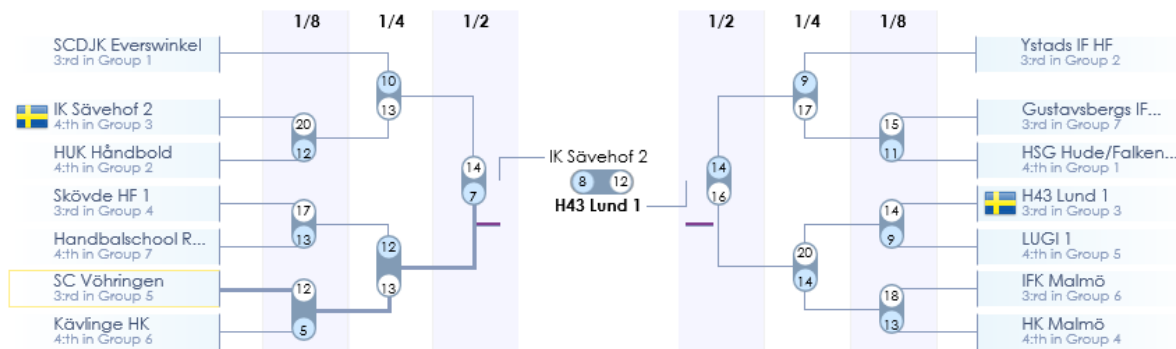 1/8 1/4 1/2 1/2 1/4 1/8
SCDJK Everswinkel
3:rd in Group 1
IK Sävehof 2
4:th in Group 3
HUK Håndbold
4:th in Group 2
Skövde HF 1
3:rd in Group 4
Handbalschool R...
4:th in Group 7
SC Vöhringen
3:rd in Group 5
Kävlinge HK
4:th in Group 6
20
12
17
13
12
5
10
13
12
13
14
7
IK Sävehof 2
8 12
H43 Lund 1
14
16
9
17
20
14
15
11
14
9
18
13
Ystads IF HF
3:rd in Group 2
Gustavsbergs IF...
3:rd in Group 7
HSG Hude/Falken...
4:th in Group 1
H43 Lund 1
3:rd in Group 3
LUGI 1
4:th in Group 5
IFK Malmö
3:rd in Group 6
HK Malmö
4:th in Group 4